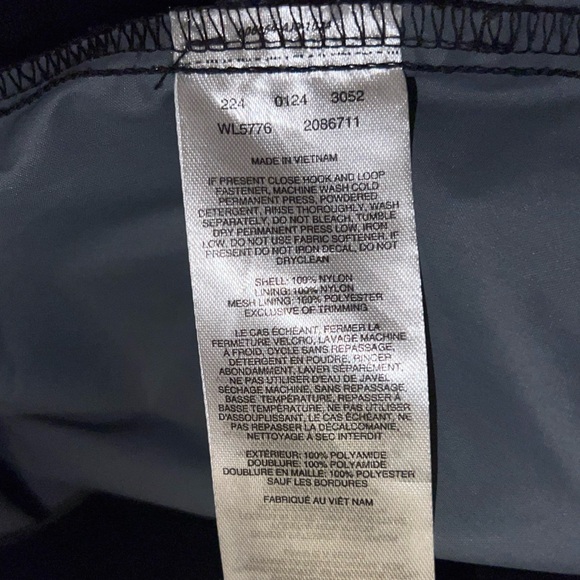 224 0124 3052
WL5776 2086711
MADE IN VIETNAM
IF PRESENT CLOSE HOOK AND LOOP
FASTENER, MACHINE WASH COLD
PERMANENT PRESS, POWDERED
DETERGENT, RINSE THOROUGHLY, WASH
SEPARATELY, DO NOT BLEACH, TUMBLE
DRY PERMANENT PRESS LOW, IRON
LOW, DO NOT USE FABRIC SOFTENER, IF
PRESENT DO NOT IRON DECAL, DO NOT
DRYCLEAN
SHELL: 100% NYLON
LINING: 100% NYLON
MESH LINING: 100% POLYESTER
EXCLUSIVE OF TRIMMING
LE CAS ÉCHÉANT, FERMER LA
FERMETURE VELCRO, LAVAGE MACHINE
À FROID, CYCLE SANS REPASSAGE,
DÉTERGENT EN POUDRE, RINCER
ABONDAMMENT, LAVER SÉPARÉMENT,
NE PAS UTILISER D'EAU DE JAVEL,
SÉCHAGE MACHINE, SANS REPASSAGE,
BASSE TEMPÉRATURE, REPASSER À
BASSE TEMPÉRATURE, NE PAS UTILISER
D'ASSOUPLISSANT, LE CAS ÉCHÉANT, NE
PAS REPASSER LA DÉCALCOMANIE,
NETTOYAGE À SEC INTERDIT
EXTÉRIEUR: 100% POLYAMIDE
DOUBLURE: 100% POLYAMIDE
DOUBLURE EN MAILLE: 100% POLYESTER
SAUF LES BORDURES
FABRIQUÉ AU VIÊT NAM